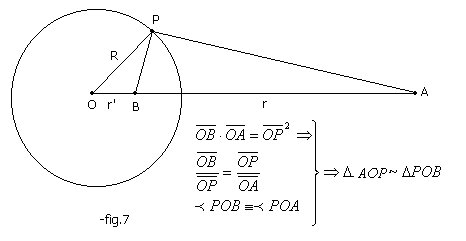 P
R
O r' B r A
OB · OA = OP² ⇒
OB/OP = OP/OA
≺ POB ≡≺ POA
⇒ Δ AOP ~ ΔPOB
-fig.7